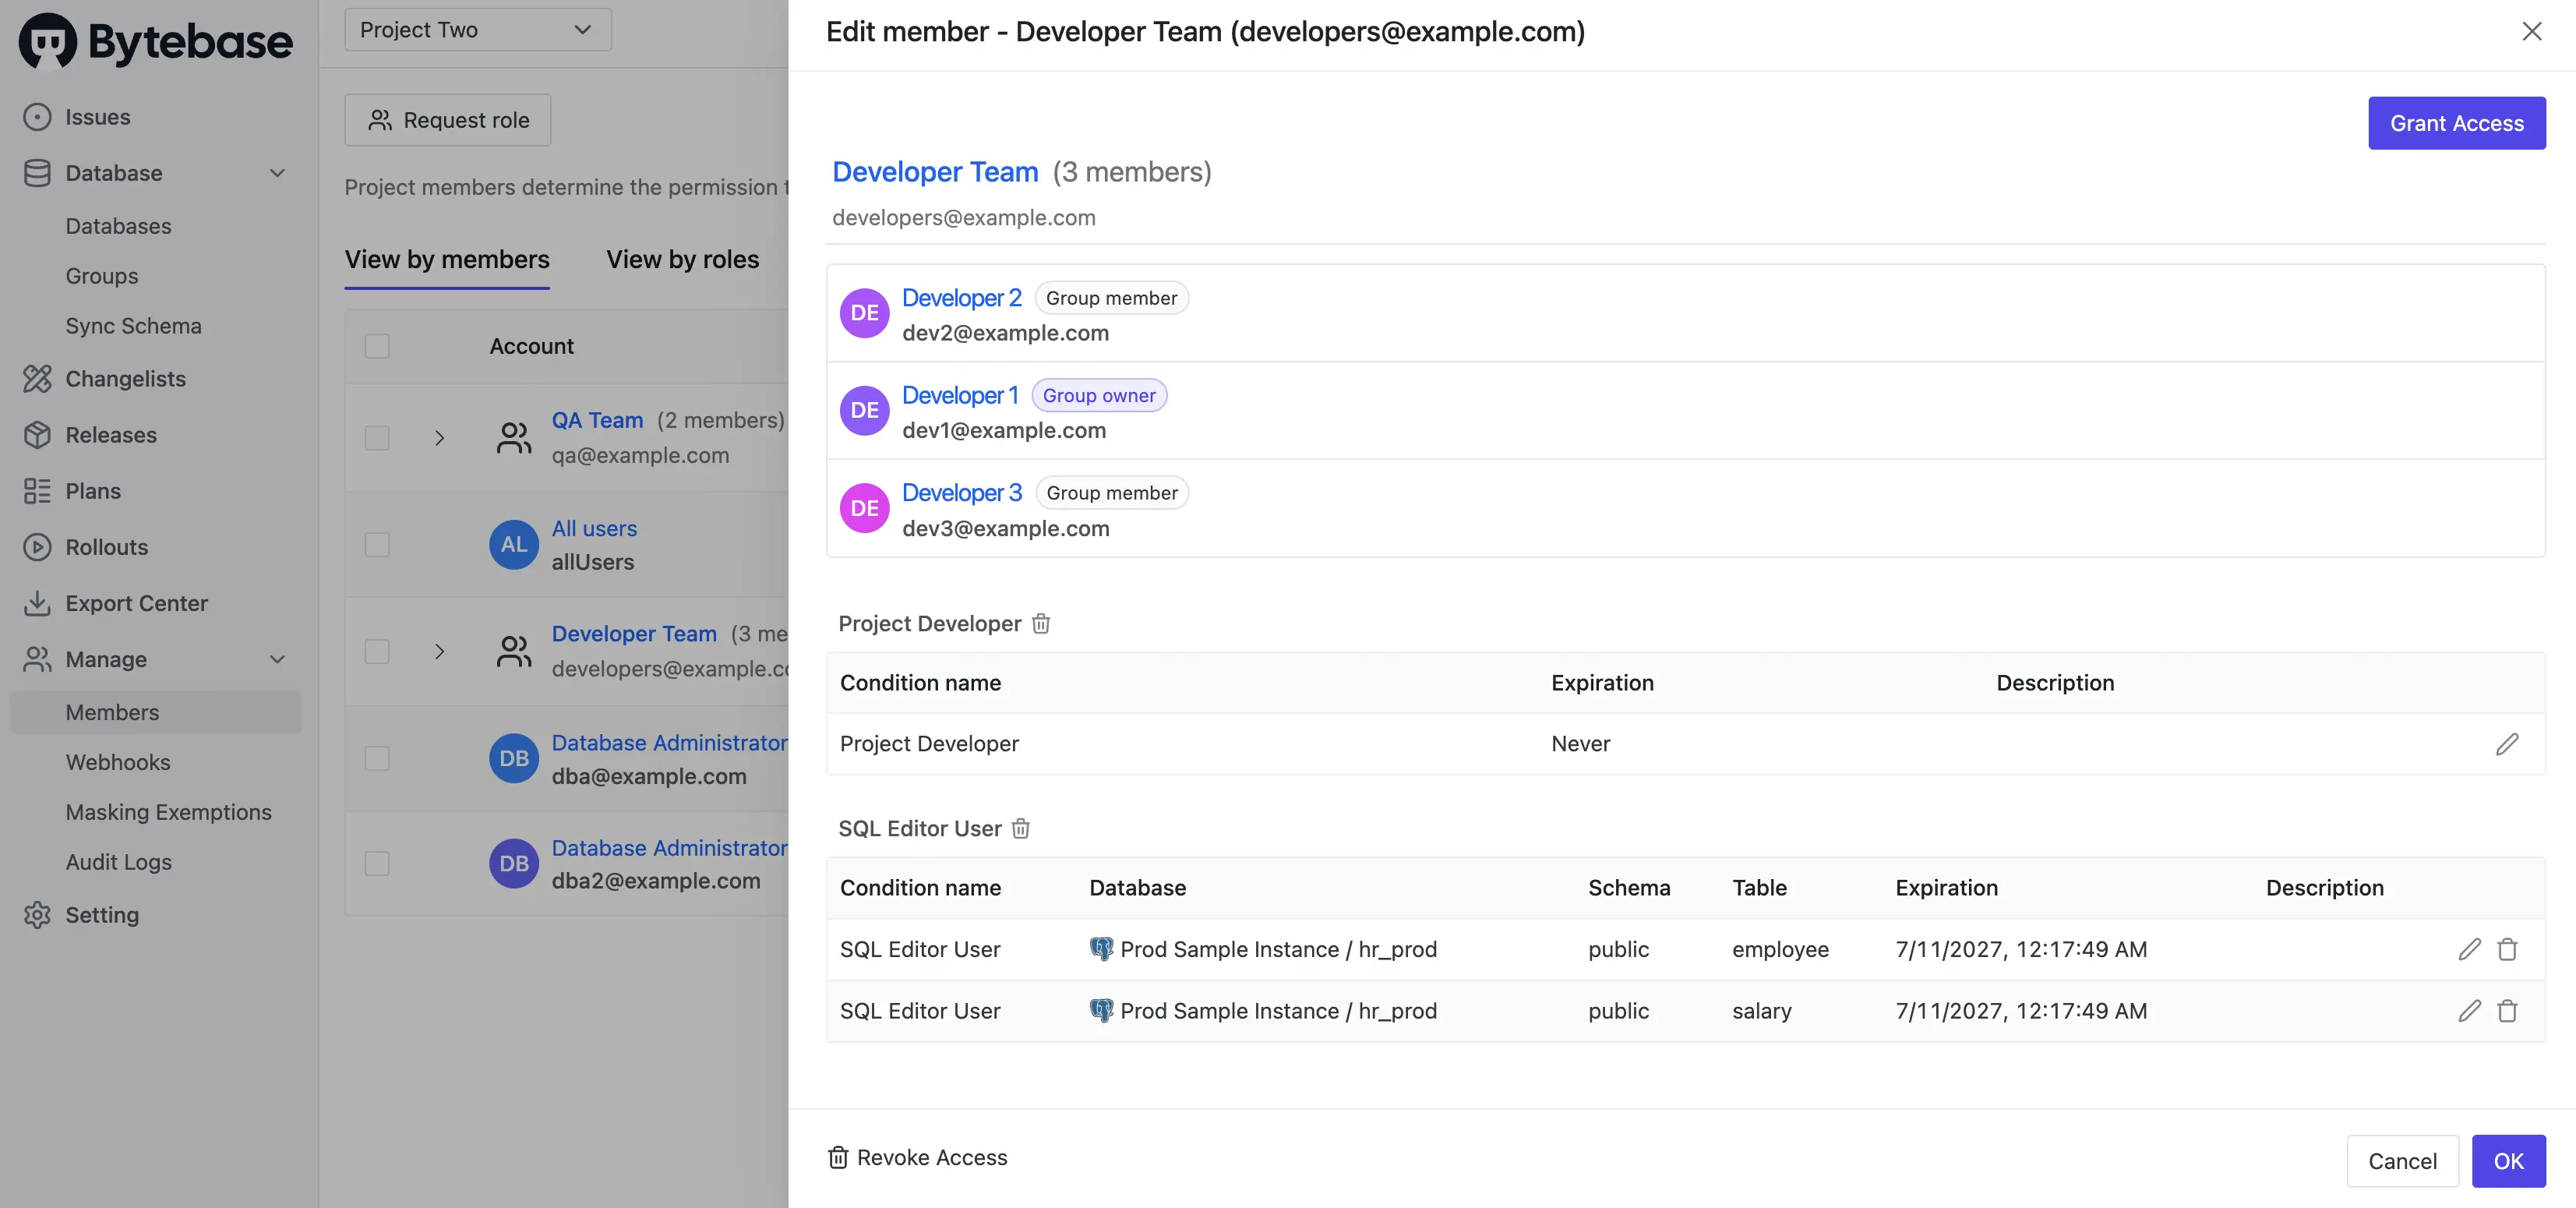 Bytebase
Issues
Database
Databases
Groups
Sync Schema
Changelists
Releases
Plans
Rollouts
Export Center
Manage
Members
Webhooks
Masking Exemptions
Audit Logs
Setting
Project Two
Request role
Project members determine the permission
View by members View by roles
Account
QA Team (2 members)
qa@example.com
AL All users
allUsers
Developer Team (3 me
developers@example.c
DB Database Administrator
dba@example.com
DB Database Administrator
dba2@example.com
Edit member - Developer Team (developers@example.com)
Grant Access
Developer Team (3 members)
developers@example.com
DE Developer 2 Group member
dev2@example.com
DE Developer 1 Group owner
dev1@example.com
DE Developer 3 Group member
dev3@example.com
Project Developer
Condition name Expiration Description
Project Developer Never
SQL Editor User
Condition name Database Schema Table Expiration Description
SQL Editor User Prod Sample Instance / hr_prod public employee 7/11/2027, 12:17:49 AM
SQL Editor User Prod Sample Instance / hr_prod public salary 7/11/2027, 12:17:49 AM
Revoke Access
Cancel OK